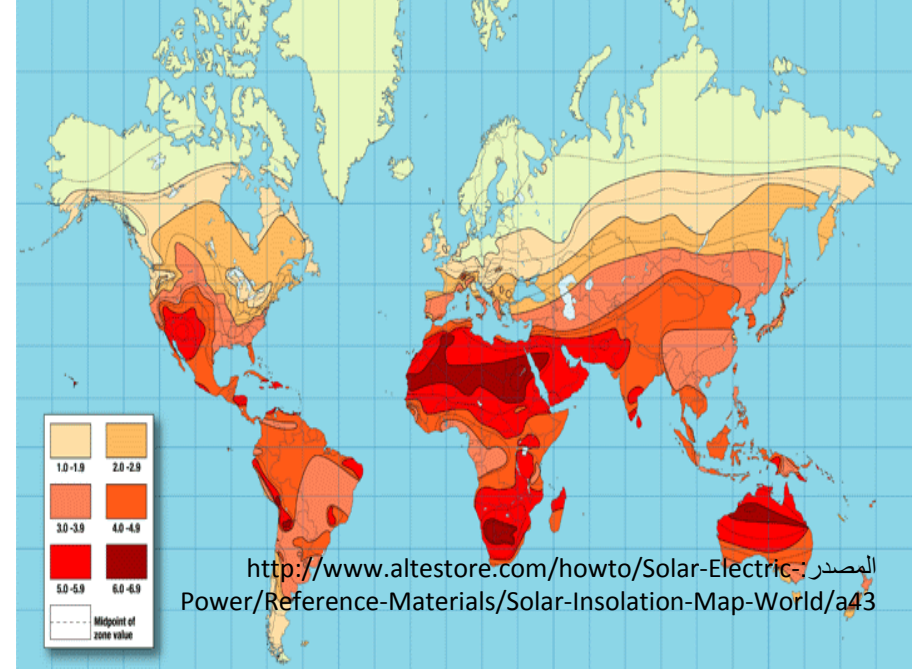 1.0 -1.9 2.0 -2.9
3.0 -3.9 4.0 -4.9
5.0 -5.9 6.0 -6.9
Midpoint of
zone value
المصدر:-http://www.altestore.com/howto/Solar-Electric-
Power/Reference-Materials/Solar-Insolation-Map-World/a43